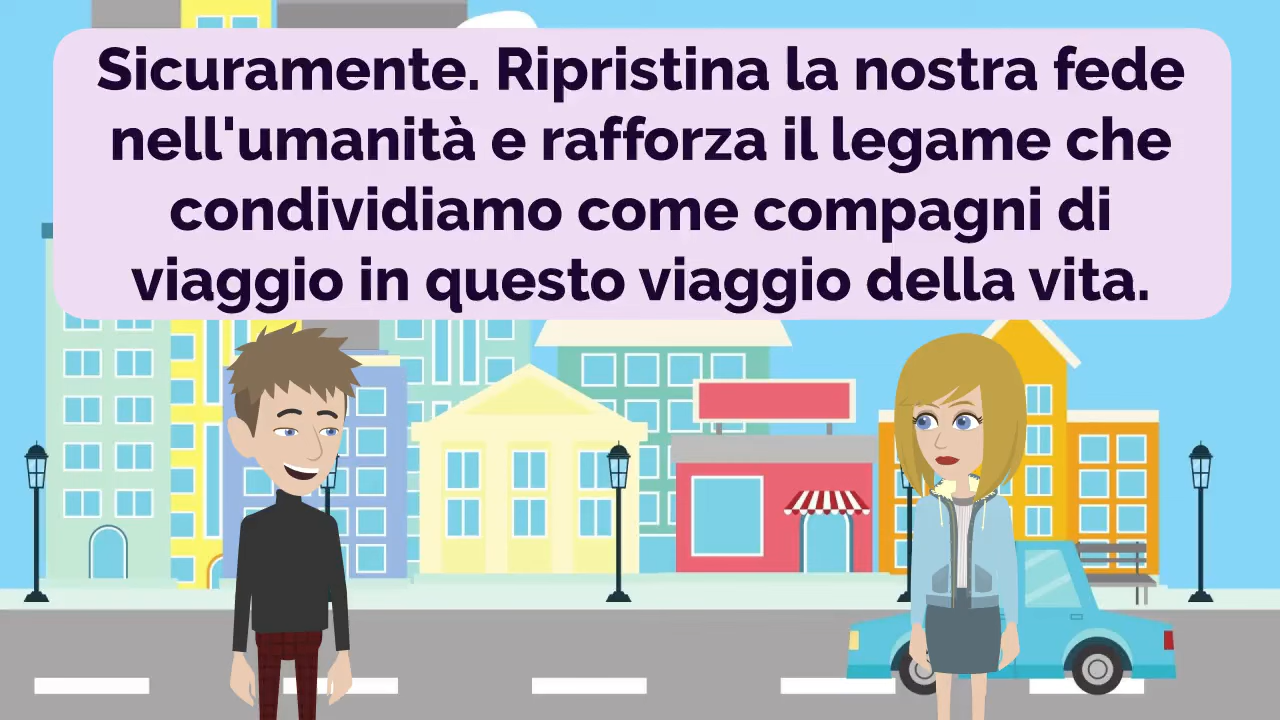 Sicuramente. Ripristina la nostra fede
nell'umanità e rafforza il legame che
condividiamo come compagni di
viaggio in questo viaggio della vita.